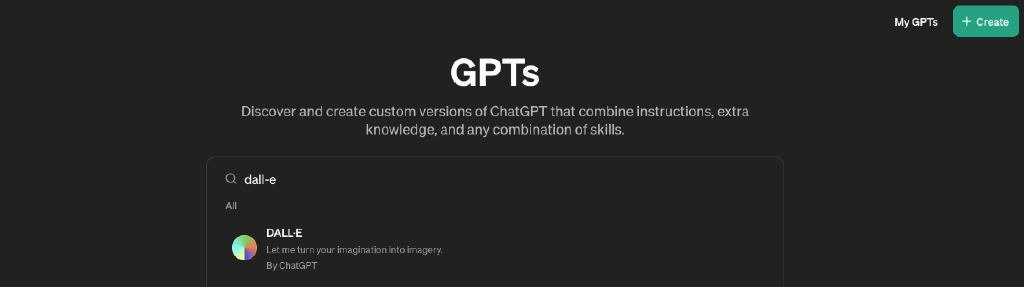 My GPTs
+ Create
GPTs
Discover and create custom versions of ChatGPT that combine instructions, extra
knowledge, and any combination of skills.
dall-e
All
DALL·E
Let me turn your imagination into imagery.
By ChatGPT